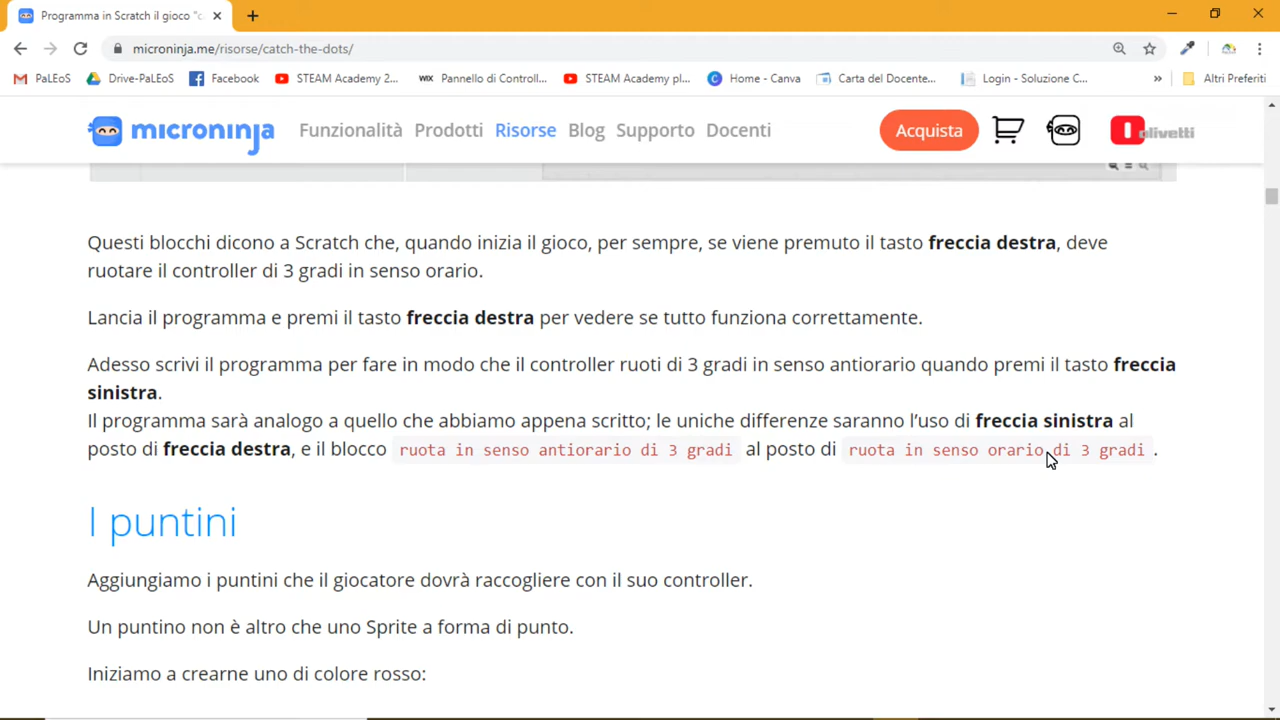 Programma in Scratch il gioco "c
microninja.me/risorse/catch-the-dots/
PaLEoS Drive-PaLEoS Facebook STEAM Academy 2... WIX Pannello di Controll... STEAM Academy pl... C Home - Canva Carta del Docente... Login - Soluzione C... » Altri Preferiti
microninja Funzionalità Prodotti Risorse Blog Supporto Docenti Acquista olivetti
Questi blocchi dicono a Scratch che, quando inizia il gioco, per sempre, se viene premuto il tasto freccia destra, deve
ruotare il controller di 3 gradi in senso orario.
Lancia il programma e premi il tasto freccia destra per vedere se tutto funziona correttamente.
Adesso scrivi il programma per fare in modo che il controller ruoti di 3 gradi in senso antiorario quando premi il tasto freccia
sinistra.
Il programma sarà analogo a quello che abbiamo appena scritto; le uniche differenze saranno l'uso di freccia sinistra al
posto di freccia destra, e il blocco ruota in senso antiorario di 3 gradi al posto di ruota in senso orario di 3 gradi .
I puntini
Aggiungiamo i puntini che il giocatore dovrà raccogliere con il suo controller.
Un puntino non è altro che uno Sprite a forma di punto.
Iniziamo a crearne uno di colore rosso: